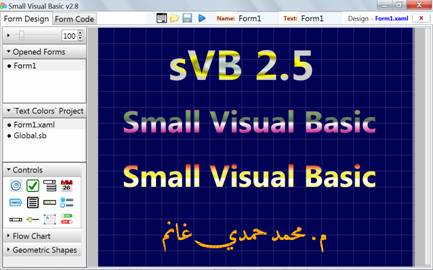 Small Visual Basic v2.8
Form Design Form Code Name: Form1 Text: Form1 Design - Form1.xaml x
100
Opened Forms
Form1
`Text Colors` Project
Form1.xaml
Global.sb
Controls
Flow Chart
Geometric Shapes
sVB 2.5
Small Visual Basic
Small Visual Basic
م. محمد حمدي غانم